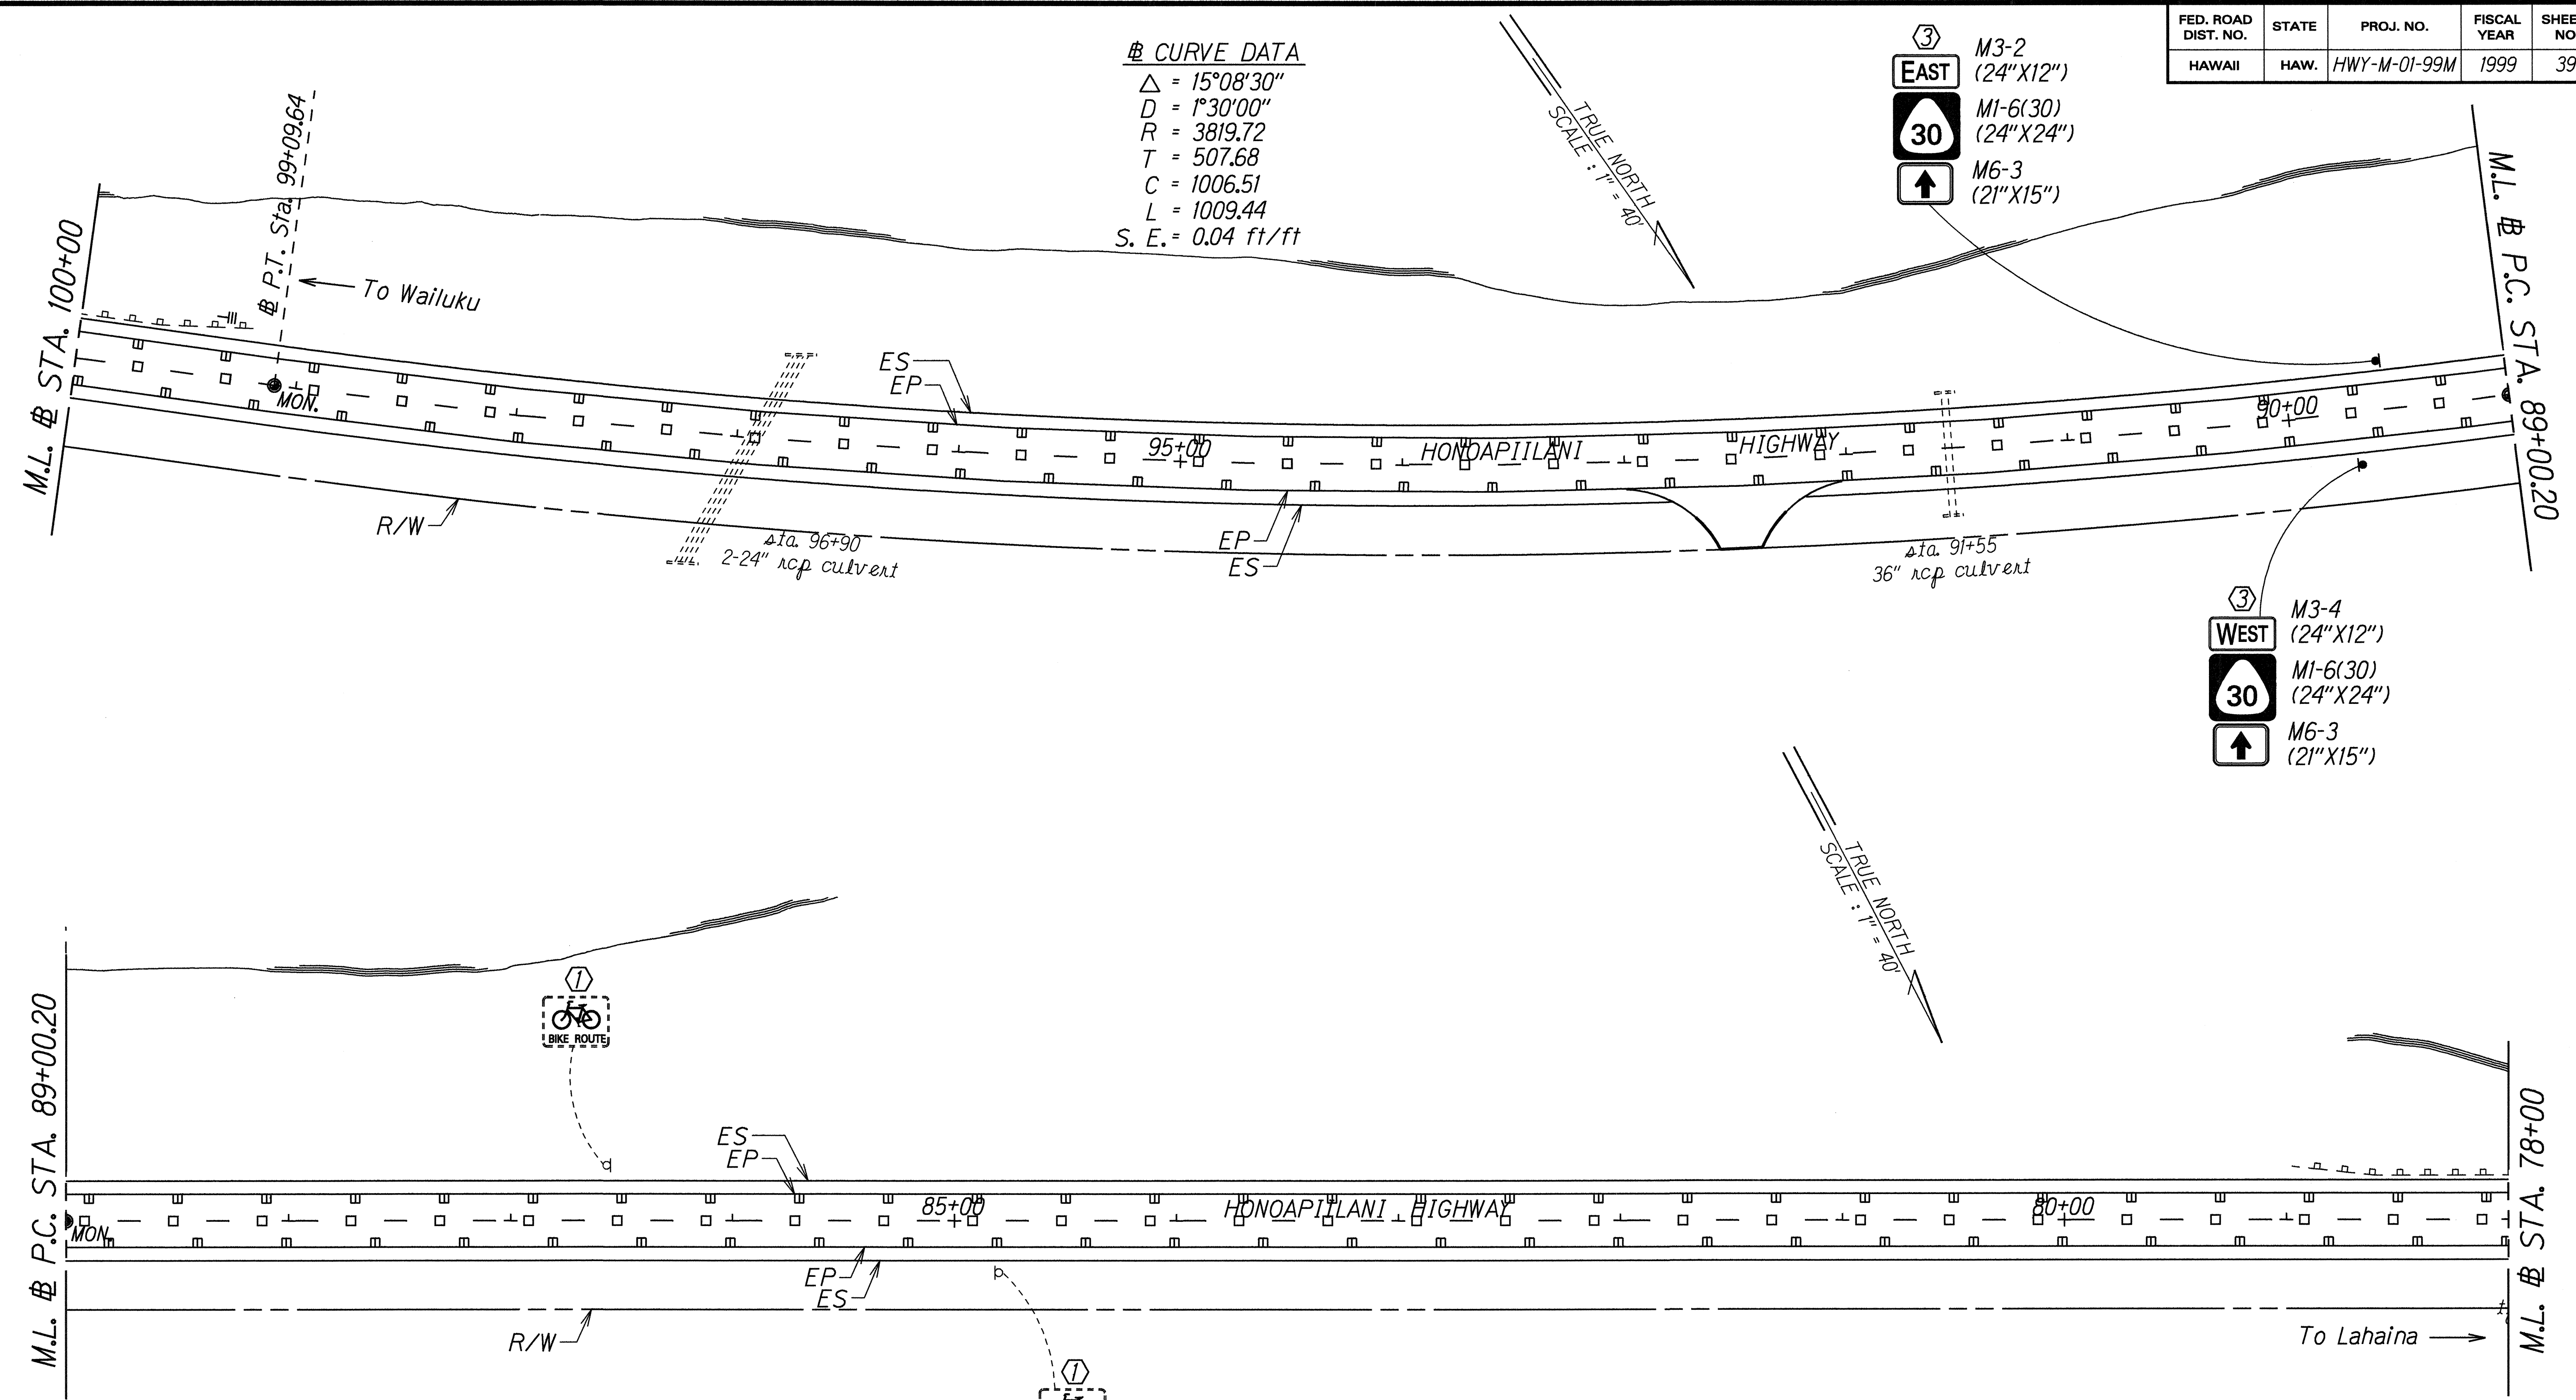 FED. ROAD DIST. NO. STATE PROJ. NO. FISCAL YEAR
HAWAII HAW. HWY-M-01-99M 1999 39
℄ CURVE DATA
△ = 15°08'30"
D = 1°30'00"
R = 3819.72
T = 507.68
C = 1006.51
L = 1009.44
S. E. = 0.04 ft/ft
TRUE NORTH
SCALE : 1" = 40'
3
EAST
M3-2
(24"X12")
30
M1-6(30)
(24"X24")
M6-3
(21"X15")
M.L. ℄ STA. 100+00
℄ P.T. Sta. 99+09.64
To Wailuku
MON.
ES
EP
95+00
HONOAPIILANI HIGHWAY
90+00
M.L. ℄ P.C. STA. 89+00.20
R/W
sta. 96+90
2-24" rcp culvert
EP
ES
sta. 91+55
36" rcp culvert
3
WEST
M3-4
(24"X12")
30
M1-6(30)
(24"X24")
M6-3
(21"X15")
TRUE NORTH
SCALE : 1" = 40'
1
BIKE ROUTE
M.L. ℄ P.C. STA. 89+00.20
ES
EP
MON.
85+00
HONOAPIILANI HIGHWAY
80+00
M.L. ℄ STA. 78+00
EP
ES
R/W
To Lahaina
1